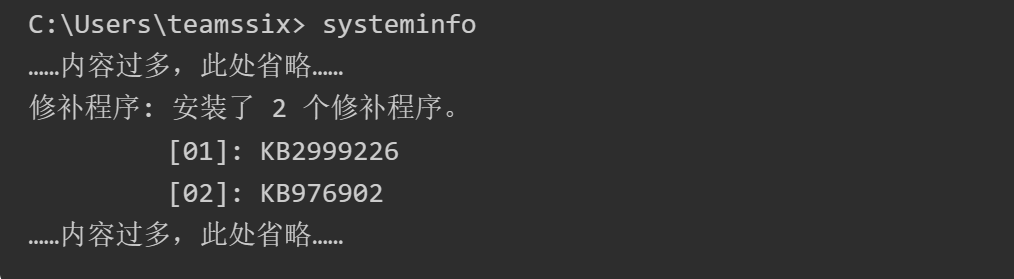 C:\Users\teamssix> systeminfo
……内容过多，此处省略……
修补程序: 安装了 2 个修补程序。
[01]: KB2999226
[02]: KB976902
……内容过多，此处省略……